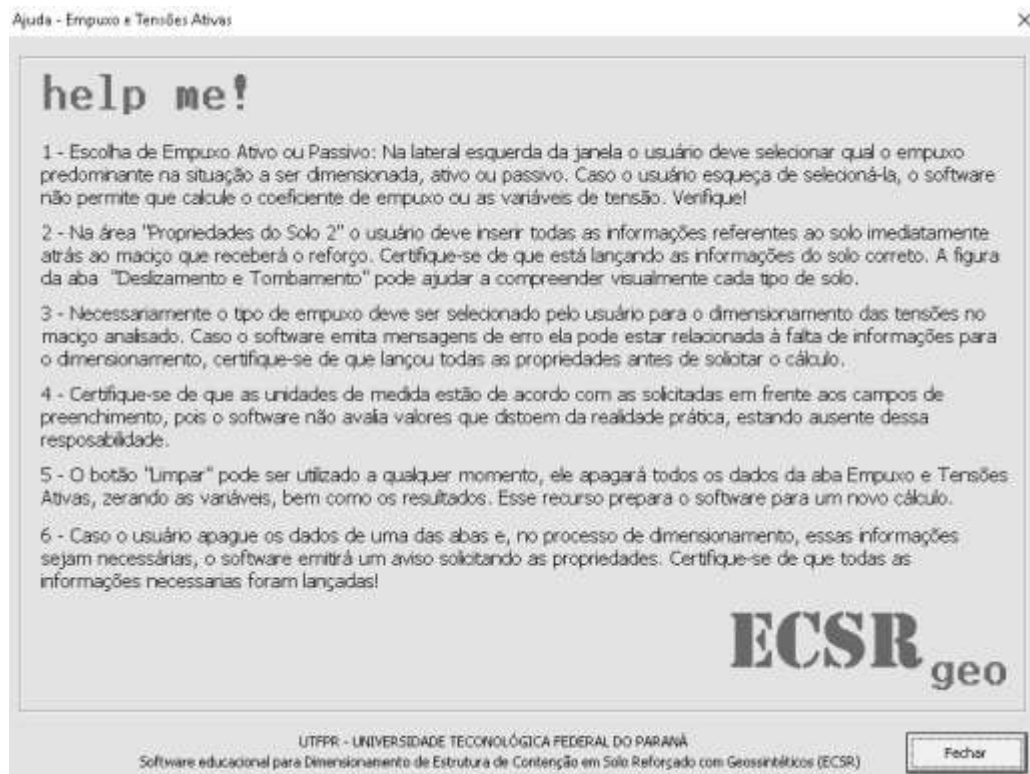 Ajuda - Empuxo e Tensões Ativas
help me!
1 - Escolha de Empuxo Ativo ou Passivo: Na lateral esquerda da janela o usuário deve selecionar qual o empuxo
predominante na situação a ser dimensionada, ativo ou passivo. Caso o usuário esqueça de selecioná-la, o software
não permite que calcule o coeficiente de empuxo ou as variáveis de tensão. Verifique!
2 - Na área "Propriedades do Solo 2" o usuário deve inserir todas as informações referentes ao solo imediatamente
atrás ao maciço que receberá o reforço. Certifique-se de que está lançando as informações do solo correto. A figura
da aba "Deslizamento e Tombamento" pode ajudar a compreender visualmente cada tipo de solo.
3 - Necessariamente o tipo de empuxo deve ser selecionado pelo usuário para o dimensionamento das tensões no
maciço analisado. Caso o software emita mensagens de erro ela pode estar relacionada à falta de informações para
o dimensionamento, certifique-se de que lançou todas as propriedades antes de solicitar o cálculo.
4 - Certifique-se de que as unidades de medida estão de acordo com as solicitadas em frente aos campos de
preenchimento, pois o software não avalia valores que distoem da realidade prática, estando ausente dessa
resposabilidade.
5 - O botão "Limpar" pode ser utilizado a qualquer momento, ele apagará todos os dados da aba Empuxo e Tensões
Ativas, zerando as variáveis, bem como os resultados. Esse recurso prepara o software para um novo cálculo.
6 - Caso o usuário apague os dados de uma das abas e, no processo de dimensionamento, essas informações
sejam necessárias, o software emitirá um aviso solicitando as propriedades. Certifique-se de que todas as
informações necessarias foram lançadas!
ECSR geo
UTFPR - UNIVERSIDADE TECONOLÓGICA FEDERAL DO PARANÁ
Software educacional para Dimensionamento de Estrutura de Contenção em Solo Reforçado com Geossintéticos (ECSR)
Fechar